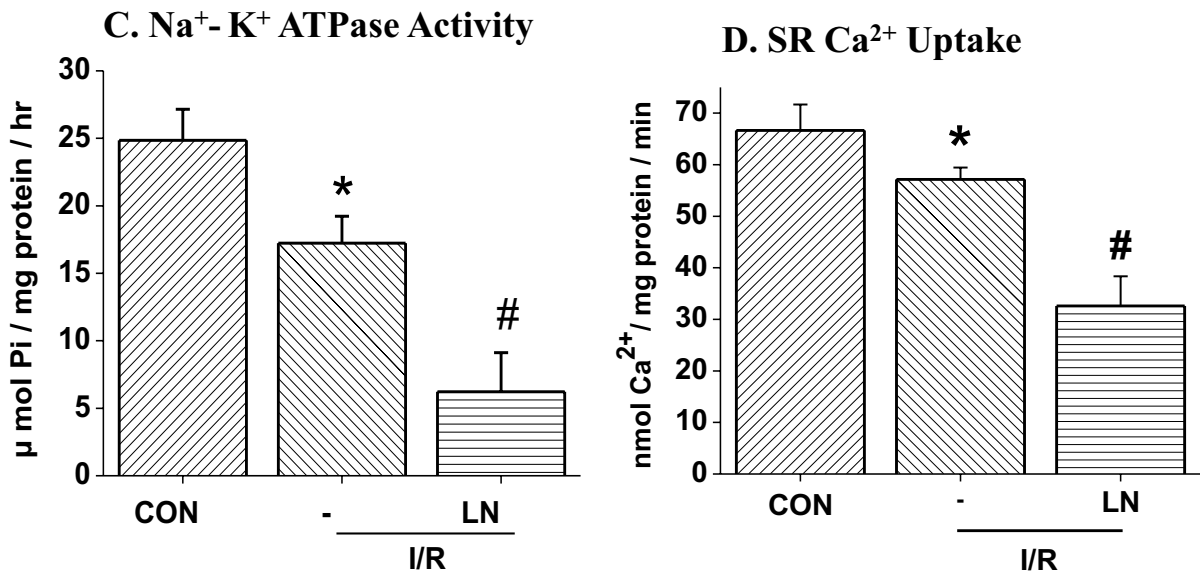 C. Na⁺- K⁺ ATPase Activity
µ mol Pi / mg protein / hr
30
25
20
15
10
5
0
*
#
CON
-
LN
I/R
D. SR Ca²⁺ Uptake
nmol Ca²⁺/ mg protein / min
70
60
50
40
30
20
10
0
*
#
CON
-
LN
I/R